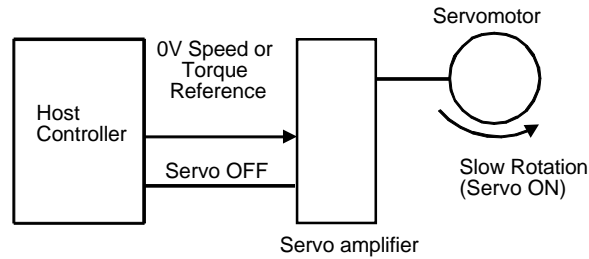 Servomotor
0V Speed or
Torque
Reference
Host
Controller
Servo OFF
Slow Rotation
(Servo ON)
Servo amplifier